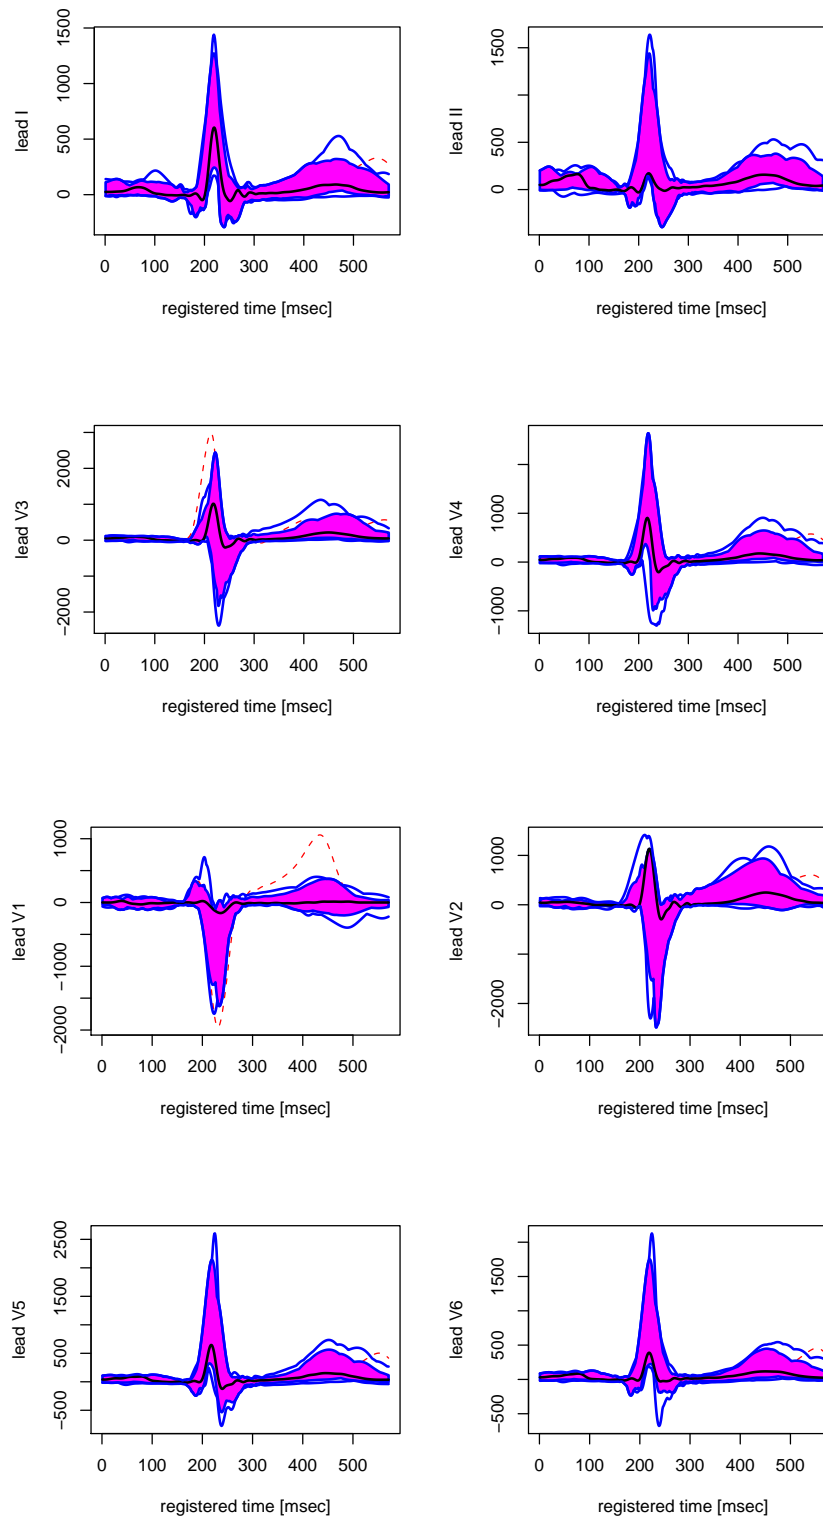 lead I
0 500 1000 1500
0 100 200 300 400 500
registered time [msec]
lead II
0 500 1500
0 100 200 300 400 500
registered time [msec]
lead V3
−2000 0 2000
0 100 200 300 400 500
registered time [msec]
lead V4
−1000 0 1000
0 100 200 300 400 500
registered time [msec]
lead V1
−2000 −1000 0 1000
0 100 200 300 400 500
registered time [msec]
lead V2
−2000 0 1000
0 100 200 300 400 500
registered time [msec]
lead V5
−500 500 1500 2500
0 100 200 300 400 500
registered time [msec]
lead V6
−500 500 1500
0 100 200 300 400 500
registered time [msec]